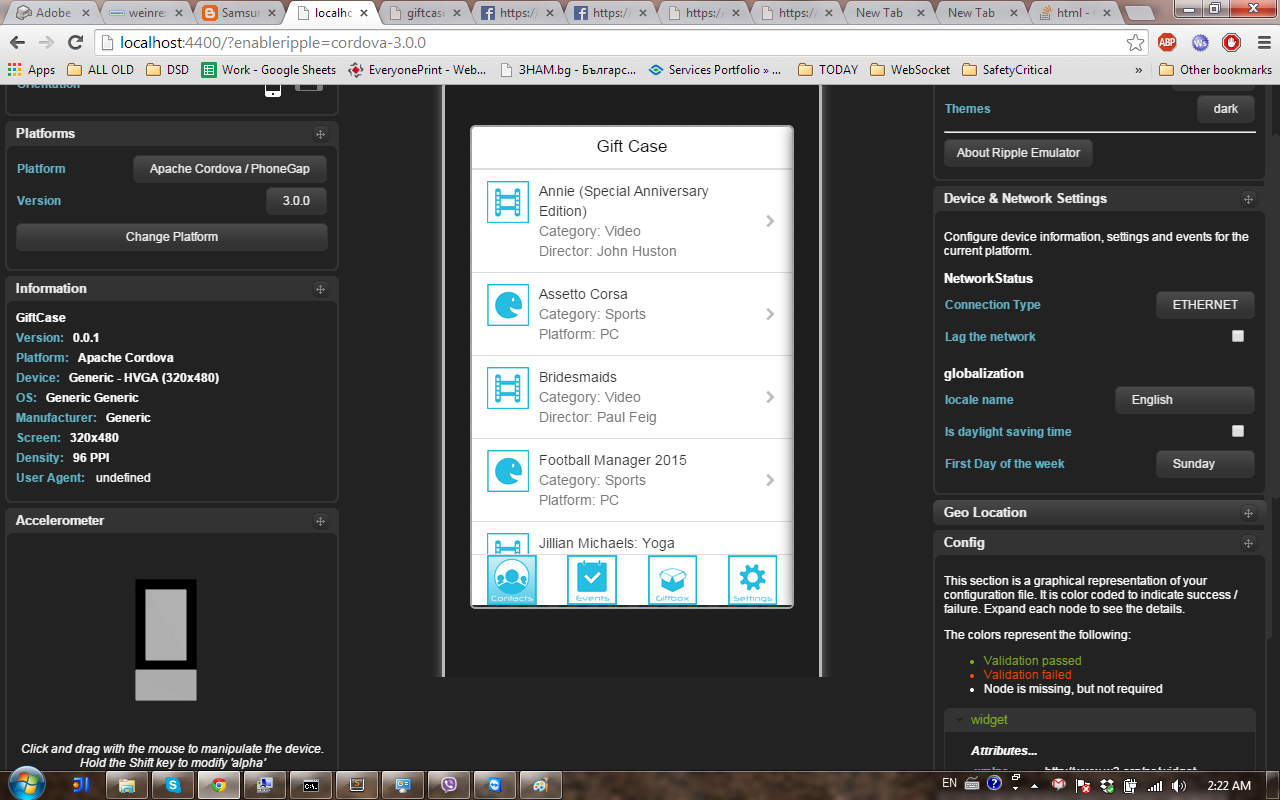 Adobe
weinre
Samsu
localho
giftcase
https://
https://
https://
https://
New Tab
New Tab
html -
localhost:4400/?enableripple=cordova-3.0.0
ABP
Apps
ALL OLD
DSD
Work - Google Sheets
EveryonePrint - Web...
ЗНАМ.bg - Българс...
Services Portfolio » ...
TODAY
WebSocket
SafetyCritical
»
Other bookmarks
Orientation
Platforms
Platform
Apache Cordova / PhoneGap
Version
3.0.0
Change Platform
Information
GiftCase
Version: 0.0.1
Platform: Apache Cordova
Device: Generic - HVGA (320x480)
OS: Generic Generic
Manufacturer: Generic
Screen: 320x480
Density: 96 PPI
User Agent: undefined
Accelerometer
Click and drag with the mouse to manipulate the device.
Hold the Shift key to modify 'alpha'
Gift Case
Annie (Special Anniversary
Edition)
Category: Video
Director: John Huston
Assetto Corsa
Category: Sports
Platform: PC
Bridesmaids
Category: Video
Director: Paul Feig
Football Manager 2015
Category: Sports
Platform: PC
Jillian Michaels: Yoga
Contacts
Events
Giftbox
Settings
Themes
dark
About Ripple Emulator
Device & Network Settings
Configure device information, settings and events for the
current platform.
NetworkStatus
Connection Type
ETHERNET
Lag the network
globalization
locale name
English
Is daylight saving time
First Day of the week
Sunday
Geo Location
Config
This section is a graphical representation of your
configuration file. It is color coded to indicate success /
failure. Expand each node to see the details.
The colors represent the following:
Validation passed
Validation failed
Node is missing, but not required
widget
Attributes...
EN
2:22 AM